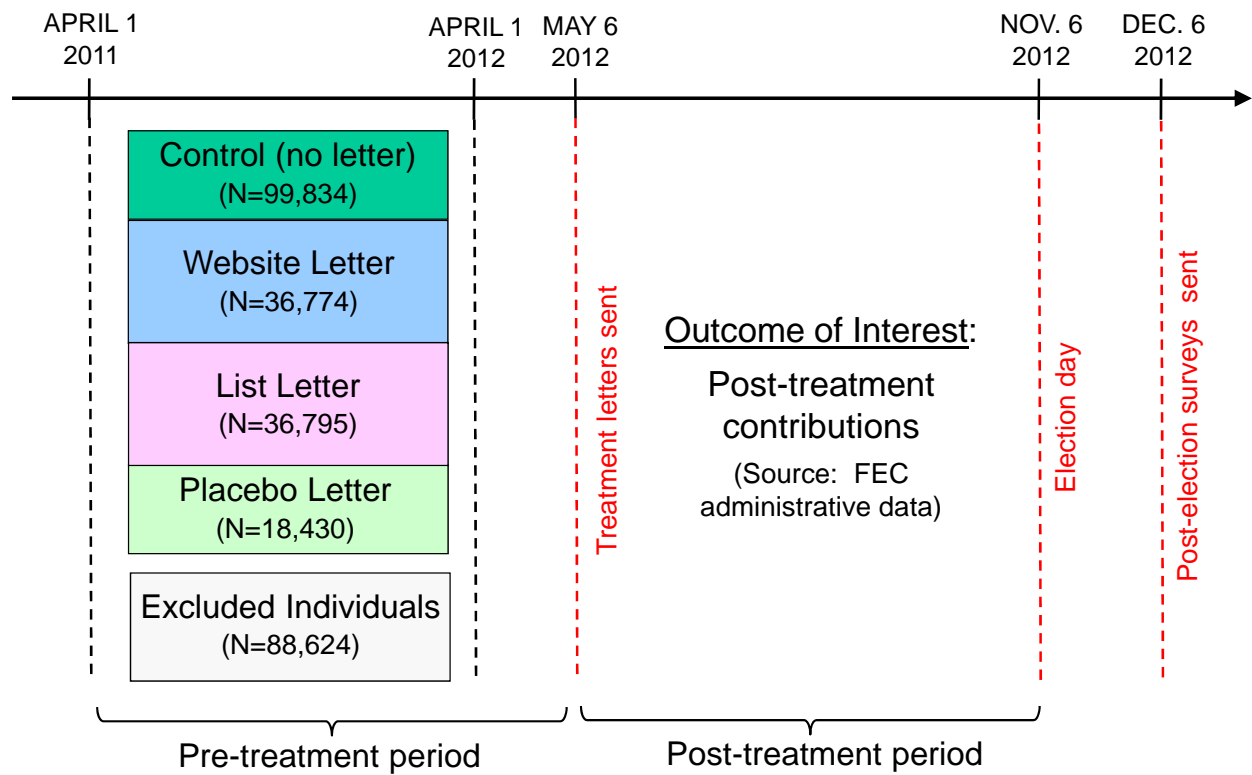 APRIL 1
2011
APRIL 1
2012
MAY 6
2012
NOV. 6
2012
DEC. 6
2012
Control (no letter)
(N=99,834)
Website Letter
(N=36,774)
List Letter
(N=36,795)
Placebo Letter
(N=18,430)
Excluded Individuals
(N=88,624)
Treatment letters sent
Outcome of Interest:
Post-treatment
contributions
(Source: FEC
administrative data)
Election day
Post-election surveys sent
Pre-treatment period
Post-treatment period